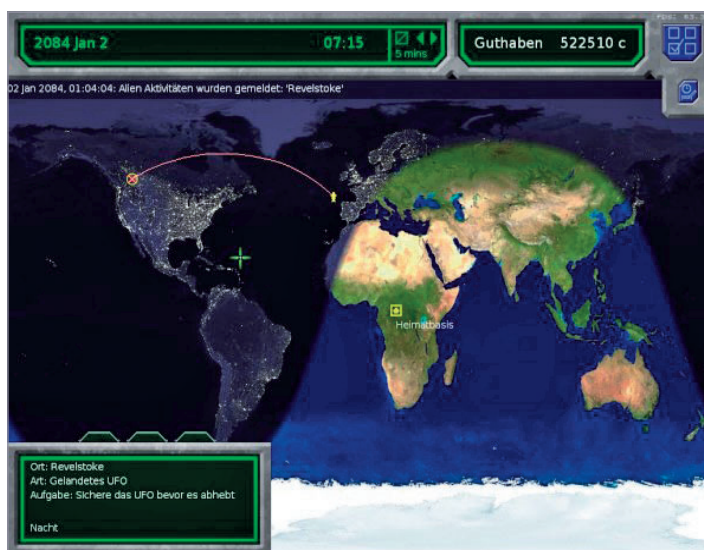 2084 Jan 2
07:15
5 mins
Guthaben 522510 c
02 Jan 2084, 01:04:04: Alien Aktivitäten wurden gemeldet: 'Revelstoke'
Heimatbasis
Ort: Revelstoke
Art: Gelandetes UFO
Aufgabe: Sichere das UFO bevor es abhebt
Nacht